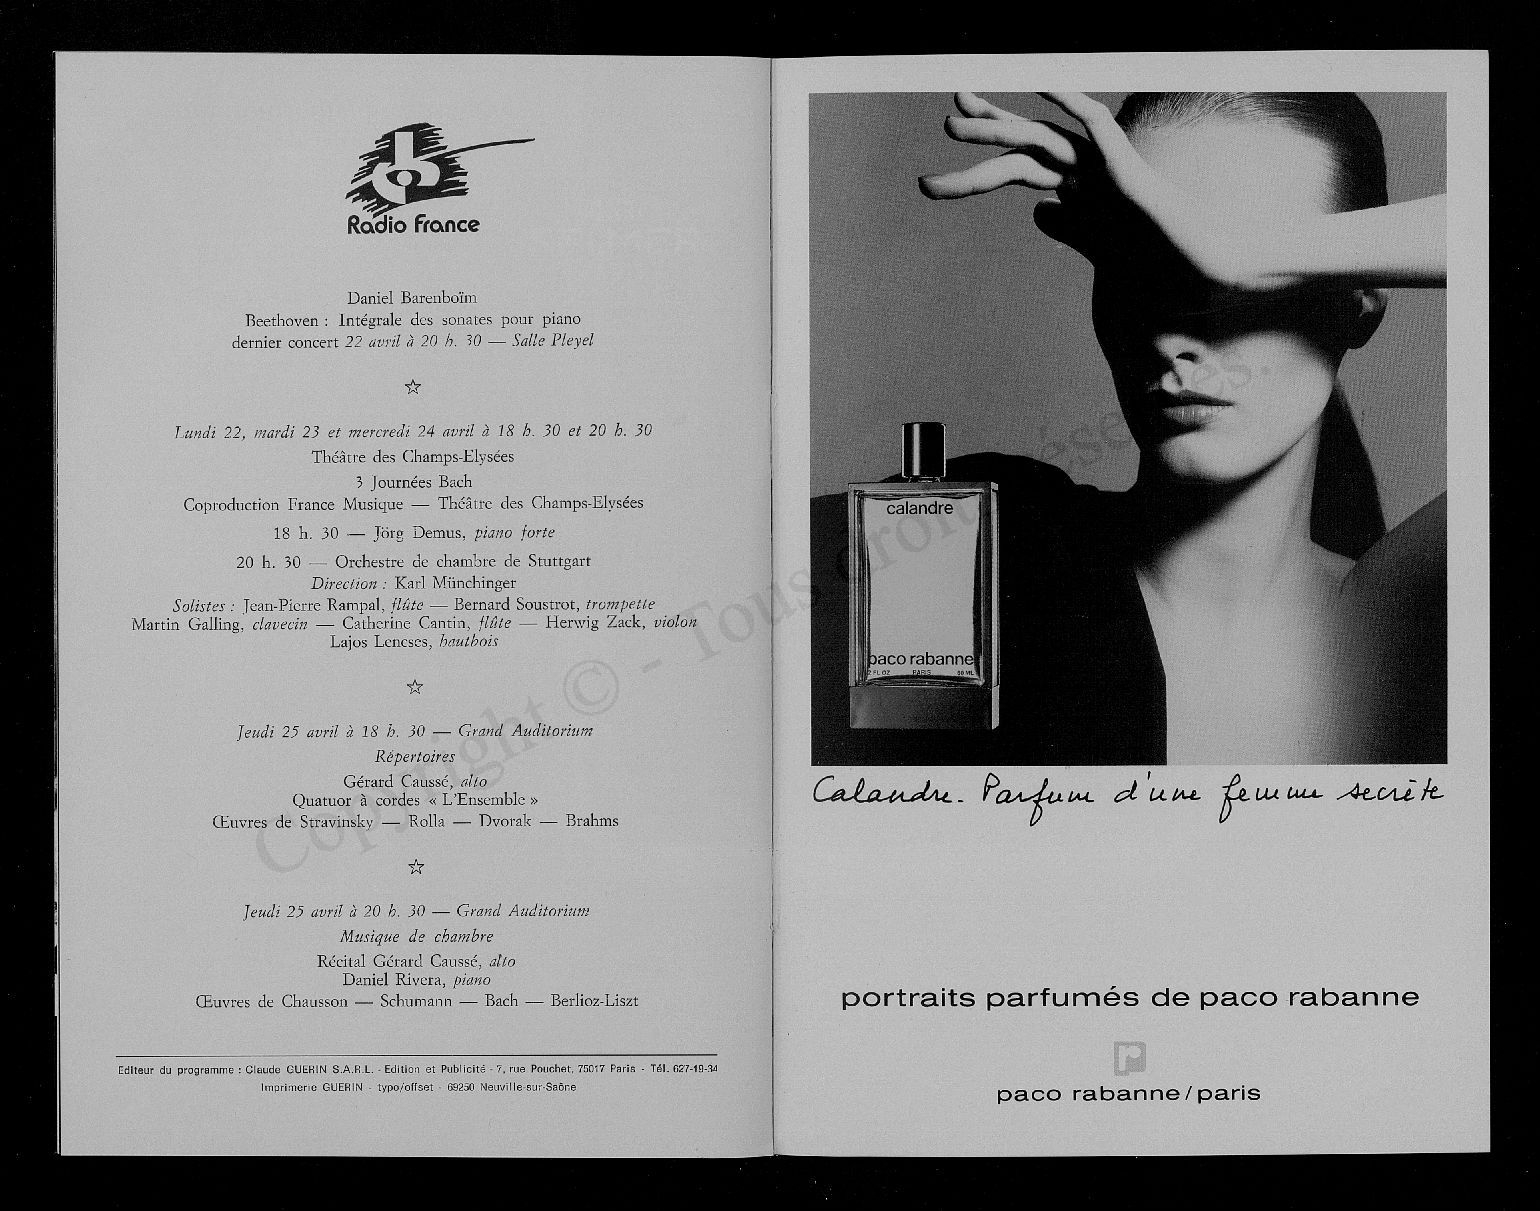 Radio France
Daniel Barenboïm
Beethoven : Intégrale des sonates pour piano
dernier concert 22 avril à 20 h. 30 — Salle Pleyel
☆
Lundi 22, mardi 23 et mercredi 24 avril à 18 h. 30 et 20 h. 30
Théâtre des Champs-Elysées
3 Journées Bach
Coproduction France Musique — Théâtre des Champs-Elysées
18 h. 30 — Jörg Demus, piano forte
20 h. 30 — Orchestre de chambre de Stuttgart
Direction : Karl Münchinger
Solistes : Jean-Pierre Rampal, flûte — Bernard Soustrot, trompette
Martin Galling, clavecin — Catherine Cantin, flûte — Herwig Zack, violon
Lajos Lencses, hautbois
☆
Jeudi 25 avril à 18 h. 30 — Grand Auditorium
Répertoires
Gérard Caussé, alto
Quatuor à cordes « L'Ensemble »
Œuvres de Stravinsky — Rolla — Dvorak — Brahms
☆
Jeudi 25 avril à 20 h. 30 — Grand Auditorium
Musique de chambre
Récital Gérard Caussé, alto
Daniel Rivera, piano
Œuvres de Chausson — Schumann — Bach — Berlioz-Liszt
Editeur du programme : Claude GUERIN S.A.R.L. - Edition et Publicité - 7, rue Pouchet, 75017 Paris - Tél. 627-19-34
Imprimerie GUERIN - typo/offset - 69250 Neuville-sur-Saône
calandre
paco rabanne
2 FL OZ PARIS 60 ML
Calandre. Parfum d'une femme secrète
portraits parfumés de paco rabanne
paco rabanne/paris
Copyright © - Tous droits réservés.